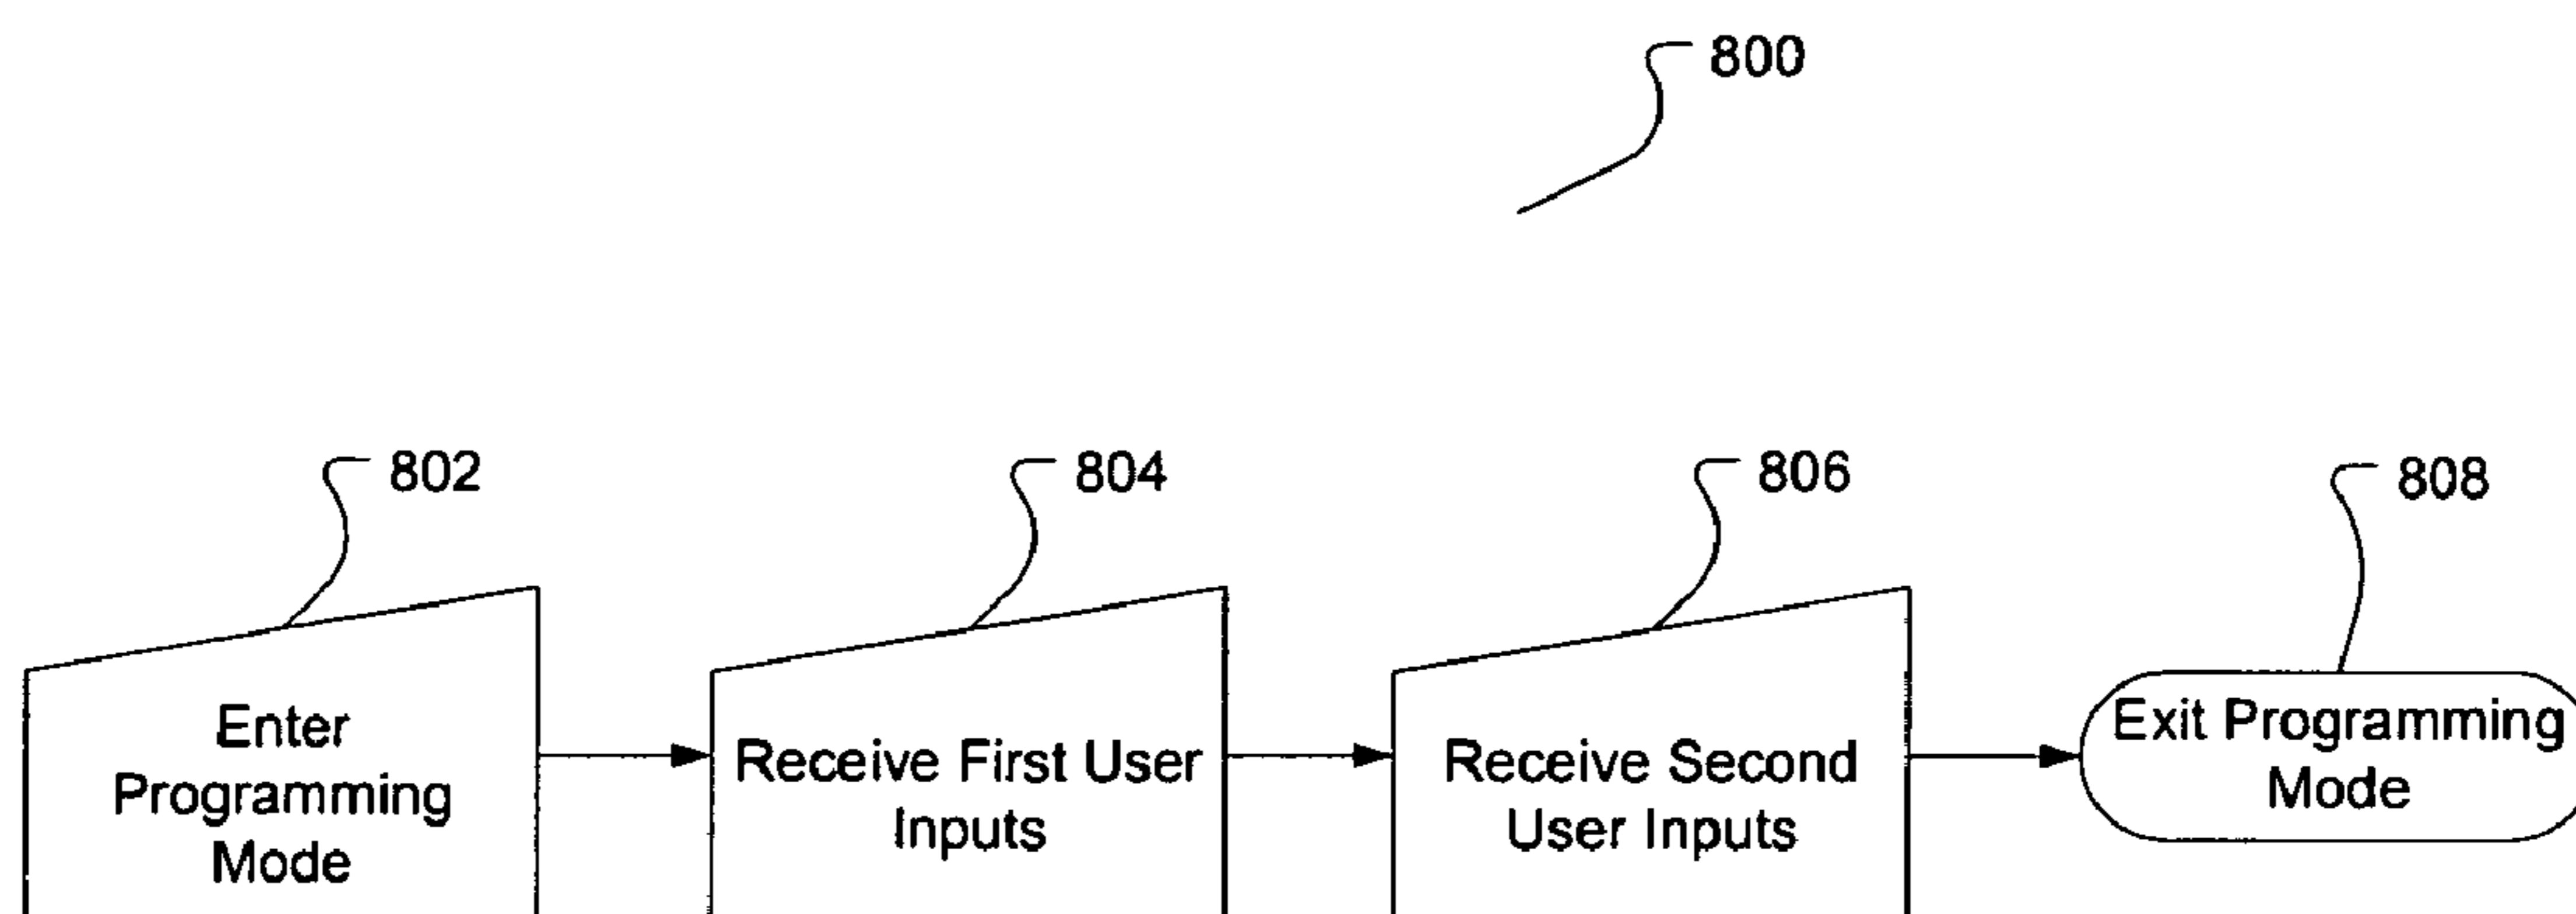 800
802
804
806
808
Enter
Programming
Mode
Receive First User
Inputs
Receive Second
User Inputs
Exit Programming
Mode